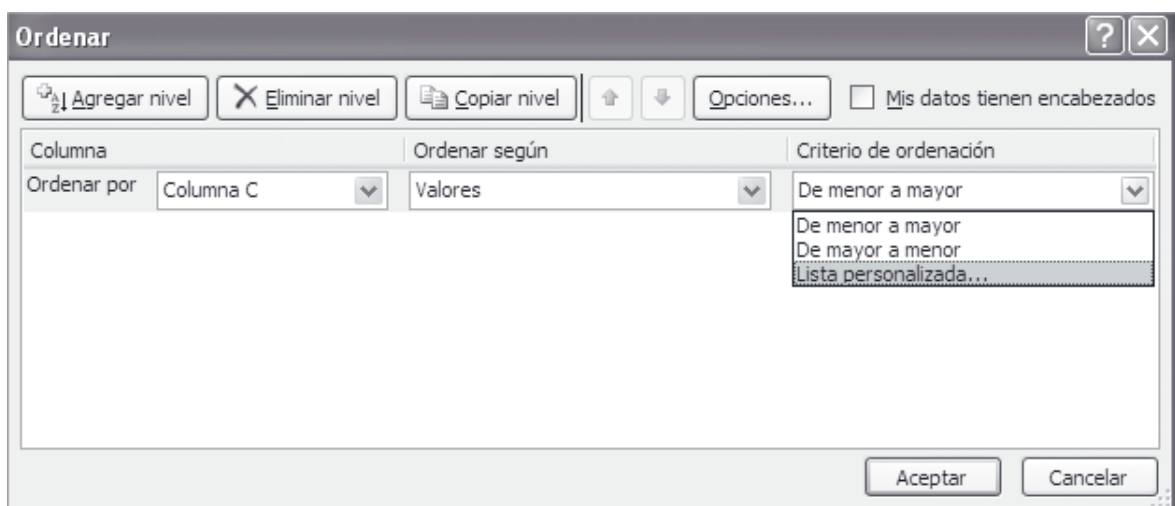 Ordenar
Agregar nivel Eliminar nivel Copiar nivel Opciones... Mis datos tienen encabezados
Columna Ordenar según Criterio de ordenación
Ordenar por Columna C Valores De menor a mayor
De menor a mayor
De mayor a menor
Lista personalizada...
Aceptar Cancelar